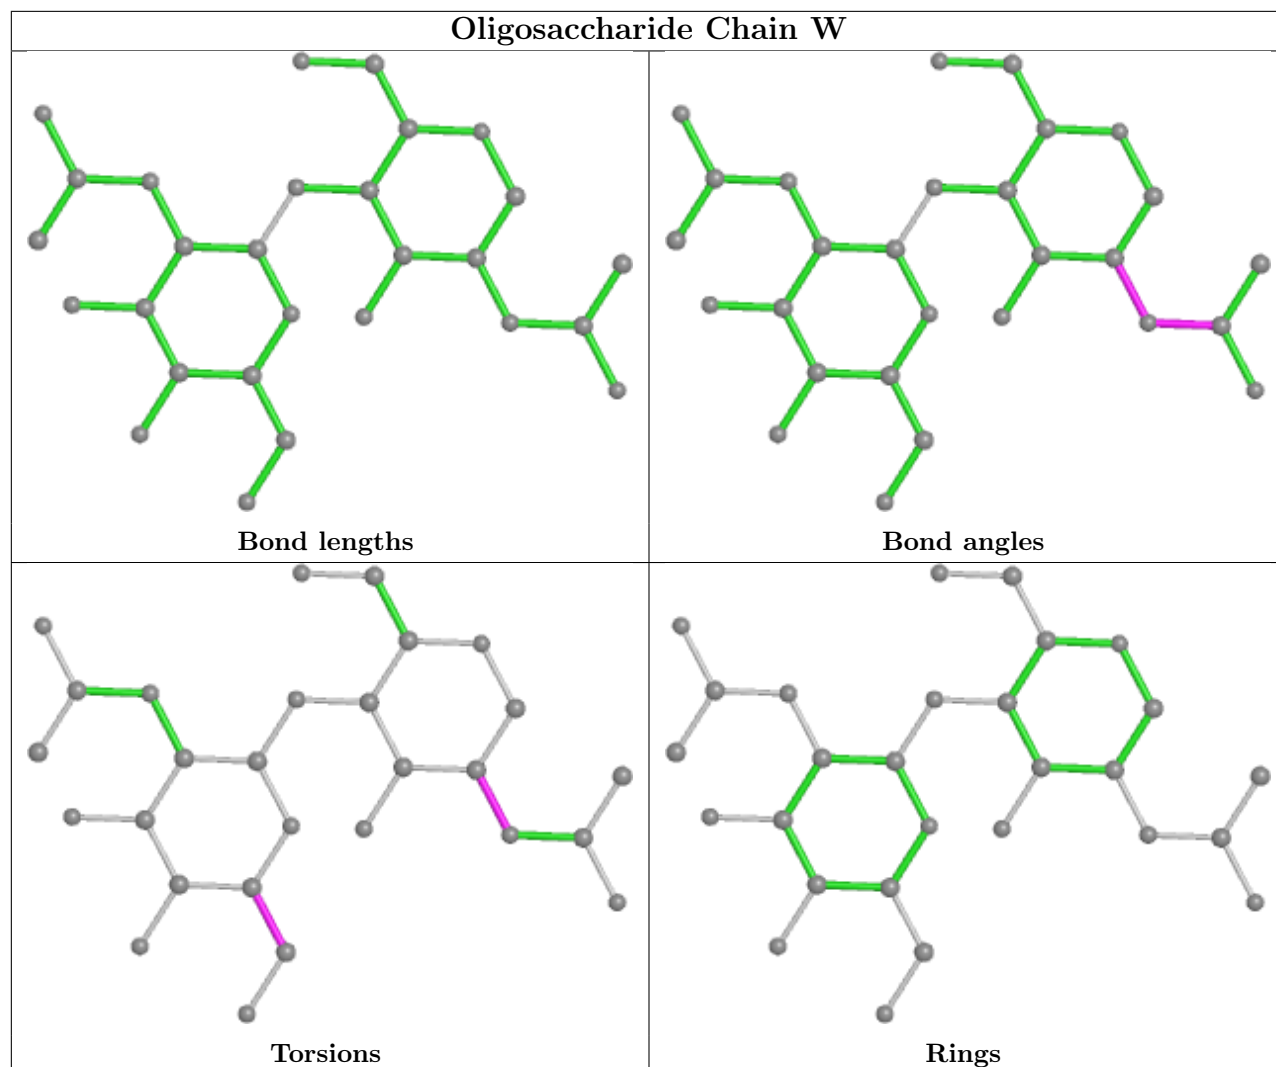 Oligosaccharide Chain W
Bond lengths
Bond angles
Torsions
Rings